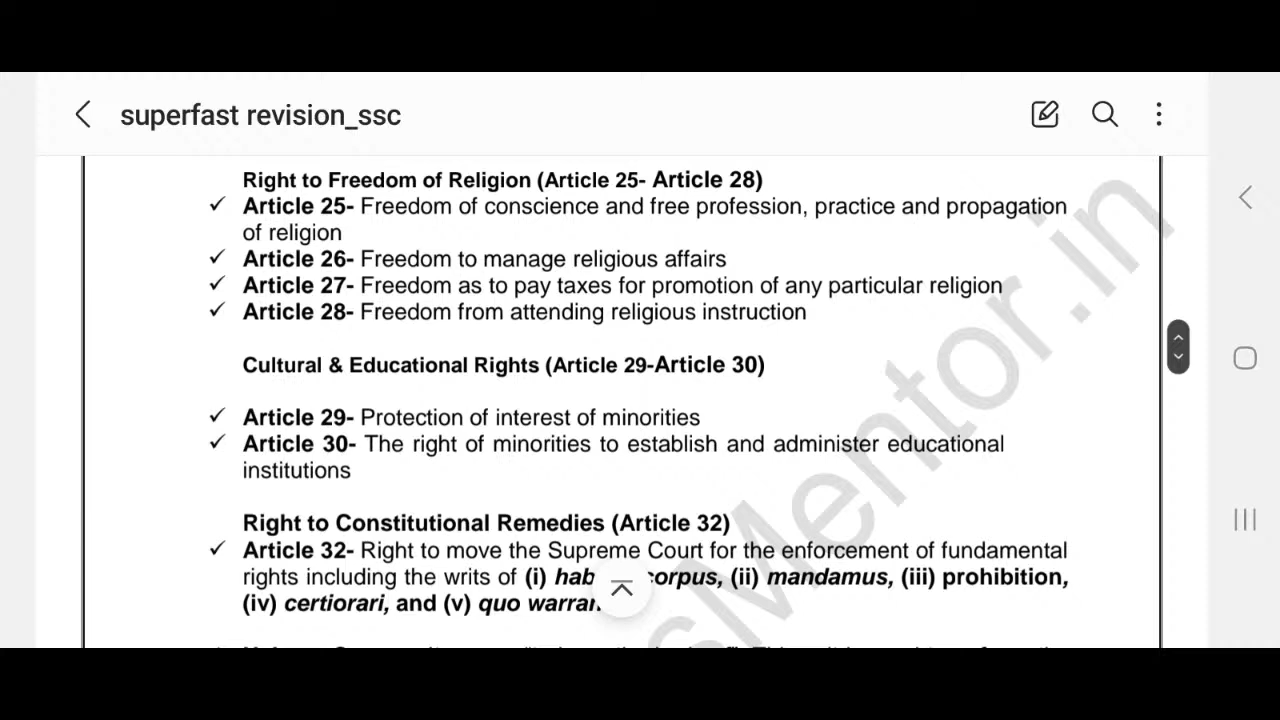 superfast revision_ssc
Right to Freedom of Religion (Article 25- Article 28)
✓ Article 25- Freedom of conscience and free profession, practice and propagation
of religion
✓ Article 26- Freedom to manage religious affairs
✓ Article 27- Freedom as to pay taxes for promotion of any particular religion
✓ Article 28- Freedom from attending religious instruction
Cultural & Educational Rights (Article 29-Article 30)
✓ Article 29- Protection of interest of minorities
✓ Article 30- The right of minorities to establish and administer educational
institutions
Right to Constitutional Remedies (Article 32)
✓ Article 32- Right to move the Supreme Court for the enforcement of fundamental
rights including the writs of (i) hab corpus, (ii) mandamus, (iii) prohibition,
(iv) certiorari, and (v) quo warran
sMentor.in